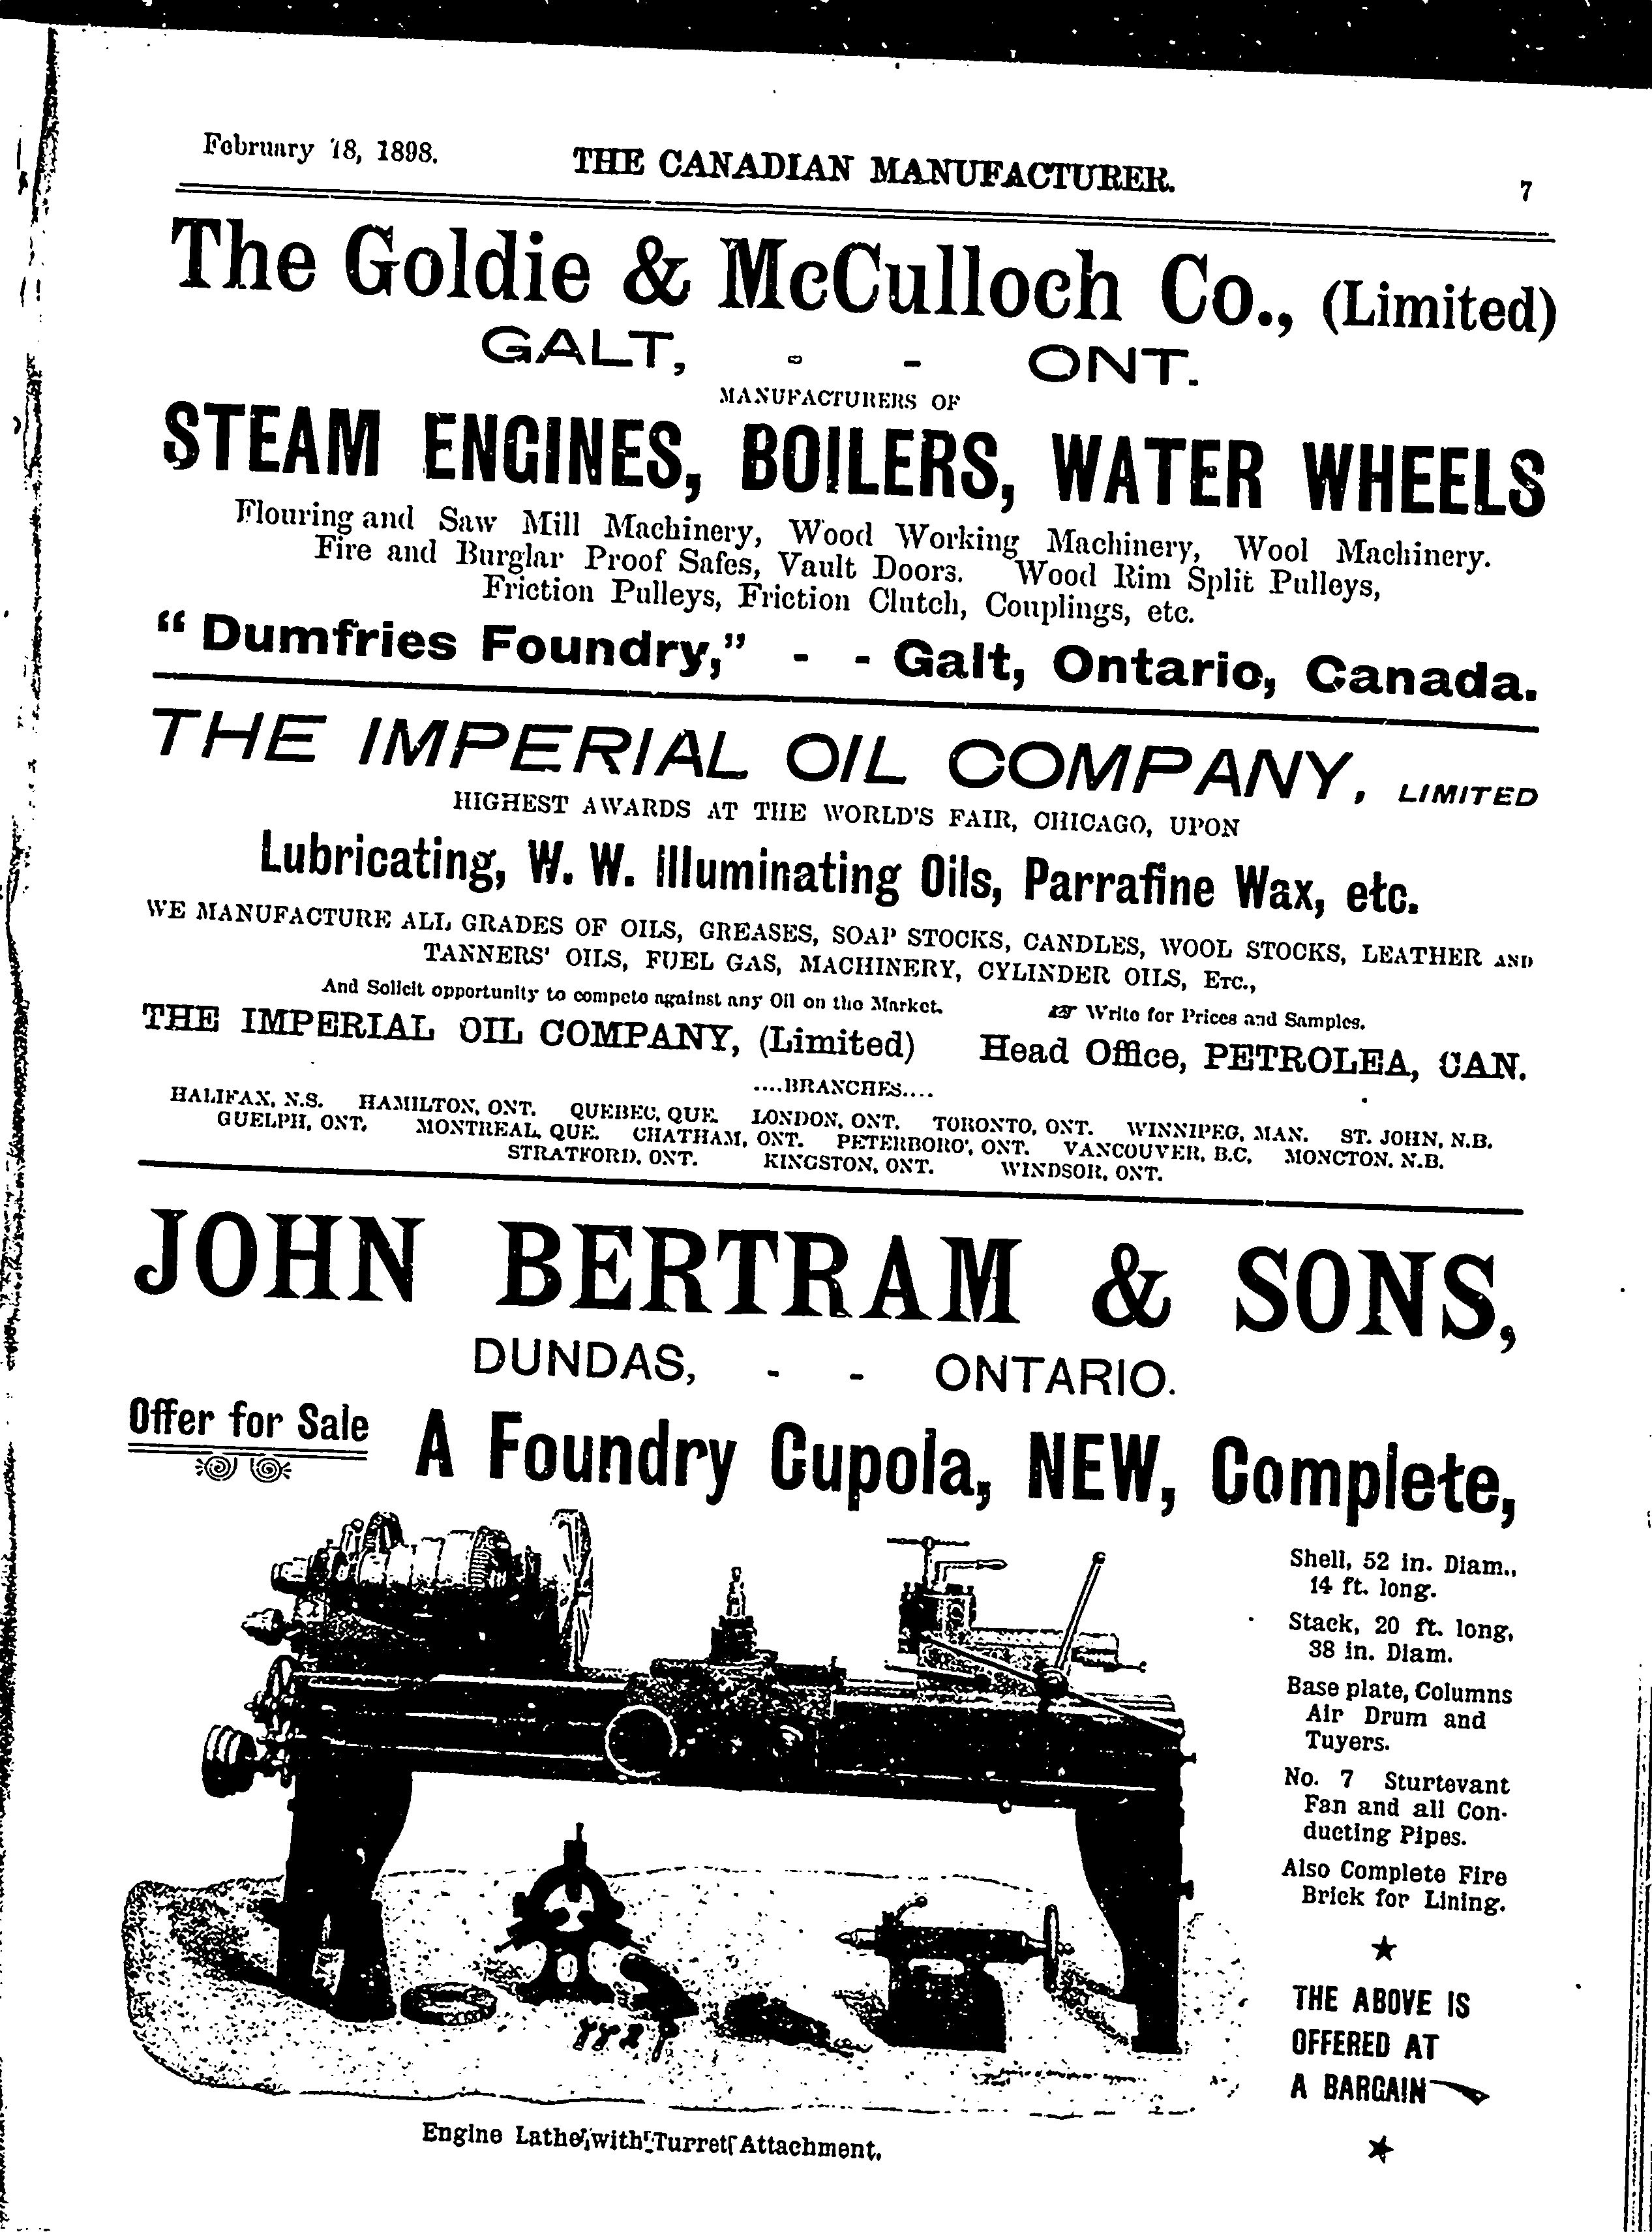 February 18, 1898.
THE CANADIAN MANUFACTURER.
7
The Goldie & McCulloch Co., (Limited)
GALT, - - ONT.
MANUFACTURERS OF
STEAM ENGINES, BOILERS, WATER WHEELS
Flouring and Saw Mill Machinery, Wood Working Machinery, Wool Machinery.
Fire and Burglar Proof Safes, Vault Doors. Wood Rim Split Pulleys,
Friction Pulleys, Friction Clutch, Couplings, etc.
"Dumfries Foundry," - - Galt, Ontario, Canada.
THE IMPERIAL OIL COMPANY, LIMITED
HIGHEST AWARDS AT THE WORLD'S FAIR, CHICAGO, UPON
Lubricating, W. W. Illuminating Oils, Parrafine Wax, etc.
WE MANUFACTURE ALL GRADES OF OILS, GREASES, SOAP STOCKS, CANDLES, WOOL STOCKS, LEATHER AND
TANNERS' OILS, FUEL GAS, MACHINERY, CYLINDER OILS, ETC.,
And Solicit opportunity to compete against any Oil on the Market. ☞ Write for Prices and Samples.
THE IMPERIAL OIL COMPANY, (Limited) Head Office, PETROLEA, CAN.
....BRANCHES....
HALIFAX, N.S. HAMILTON, ONT. QUEBEC, QUE. LONDON, ONT. TORONTO, ONT. WINNIPEG, MAN. ST. JOHN, N.B.
GUELPH, ONT. MONTREAL, QUE. CHATHAM, ONT. PETERBORO', ONT. VANCOUVER, B.C. MONCTON, N.B.
STRATFORD, ONT. KINGSTON, ONT. WINDSOR, ONT.
JOHN BERTRAM & SONS,
DUNDAS, - - ONTARIO.
Offer for Sale
A Foundry Cupola, NEW, Complete,
Shell, 52 in. Diam.,
14 ft. long.
Stack, 20 ft. long,
38 in. Diam.
Base plate, Columns
Air Drum and
Tuyers.
No. 7 Sturtevant
Fan and all Con-
ducting Pipes.
Also Complete Fire
Brick for Lining.
THE ABOVE IS
OFFERED AT
A BARGAIN
Engine Lathe, with Turret Attachment.